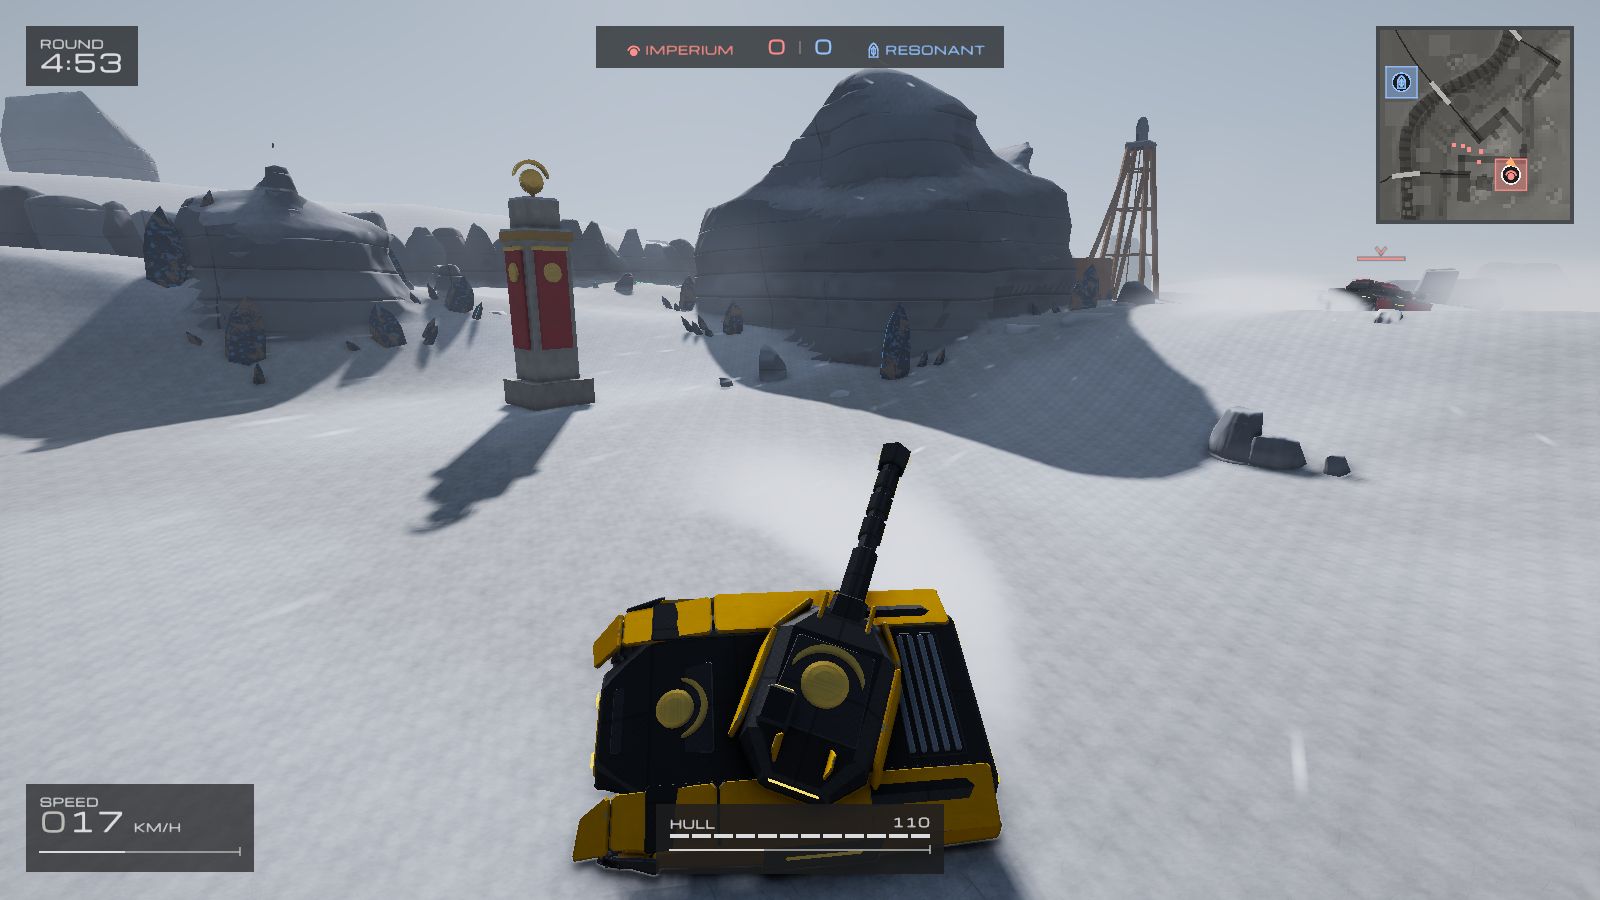 ROUND
4:53
IMPERIUM 0 | 0 RESONANT
SPEED
017 KM/H
HULL 110